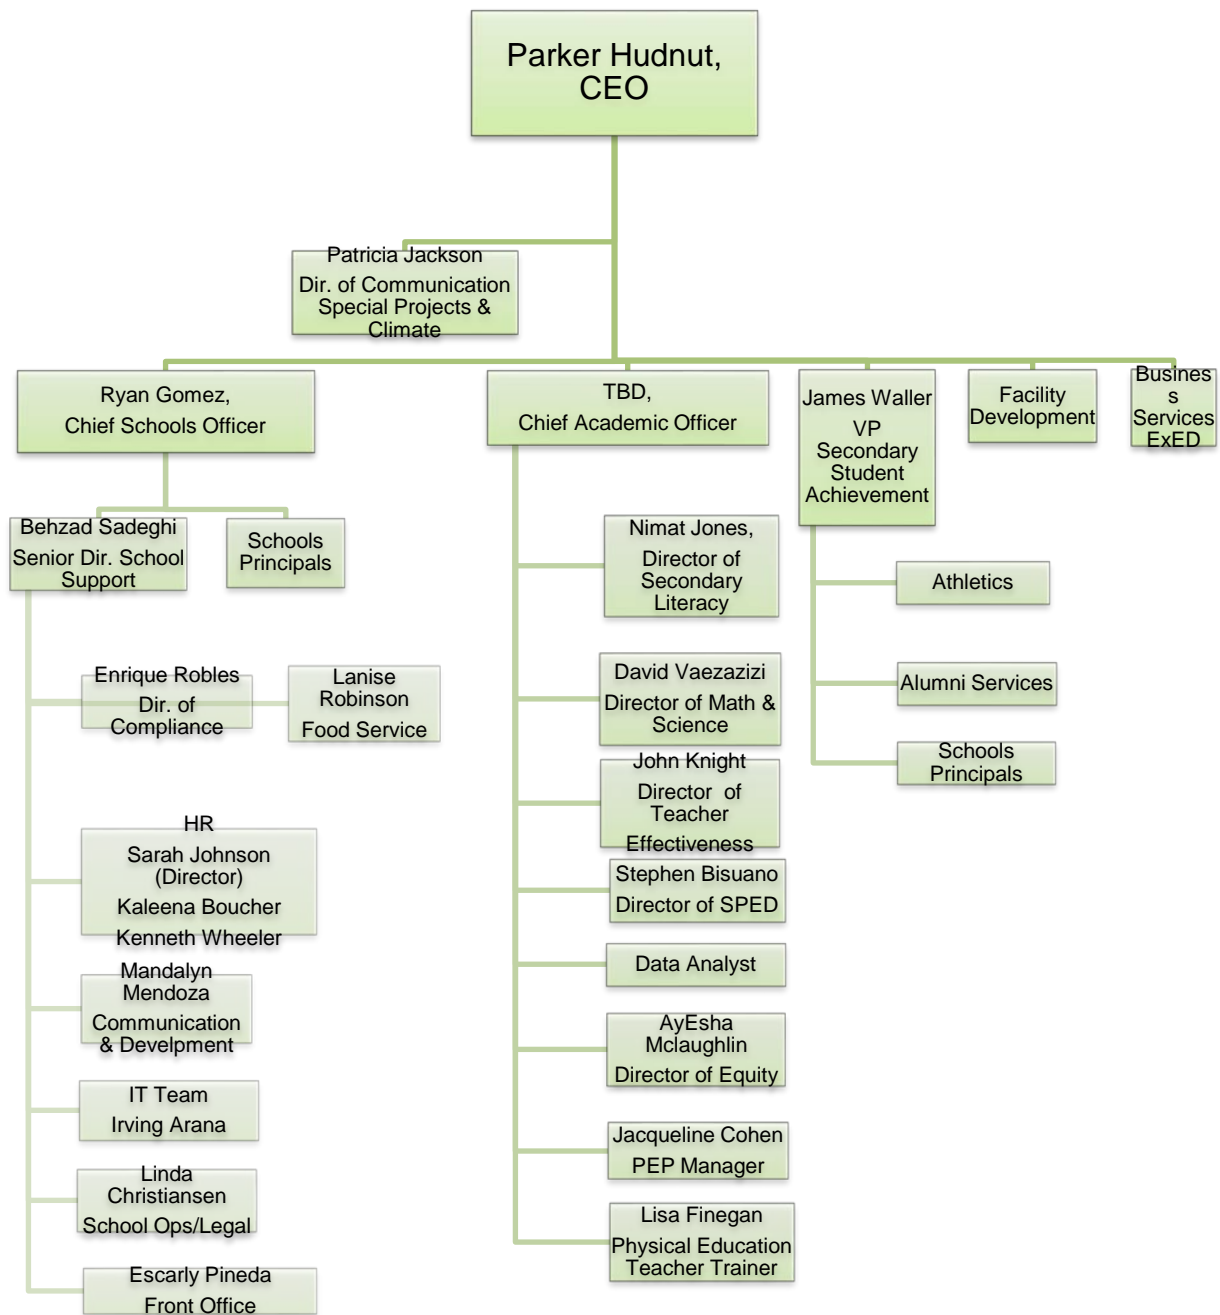 Parker Hudnut,
CEO
Patricia Jackson
Dir. of Communication
Special Projects &
Climate
Ryan Gomez,
Chief Schools Officer
TBD,
Chief Academic Officer
James Waller
VP
Secondary
Student
Achievement
Facility
Development
Busines
s
Services
ExED
Behzad Sadeghi
Senior Dir. School
Support
Schools
Principals
Enrique Robles
Dir. of
Compliance
Lanise
Robinson
Food Service
HR
Sarah Johnson
(Director)
Kaleena Boucher
Kenneth Wheeler
Mandalyn
Mendoza
Communication
& Develpment
IT Team
Irving Arana
Linda
Christiansen
School Ops/Legal
Escarly Pineda
Front Office
Nimat Jones,
Director of
Secondary
Literacy
David Vaezazizi
Director of Math &
Science
John Knight
Director of
Teacher
Effectiveness
Stephen Bisuano
Director of SPED
Data Analyst
AyEsha
Mclaughlin
Director of Equity
Jacqueline Cohen
PEP Manager
Lisa Finegan
Physical Education
Teacher Trainer
Athletics
Alumni Services
Schools
Principals